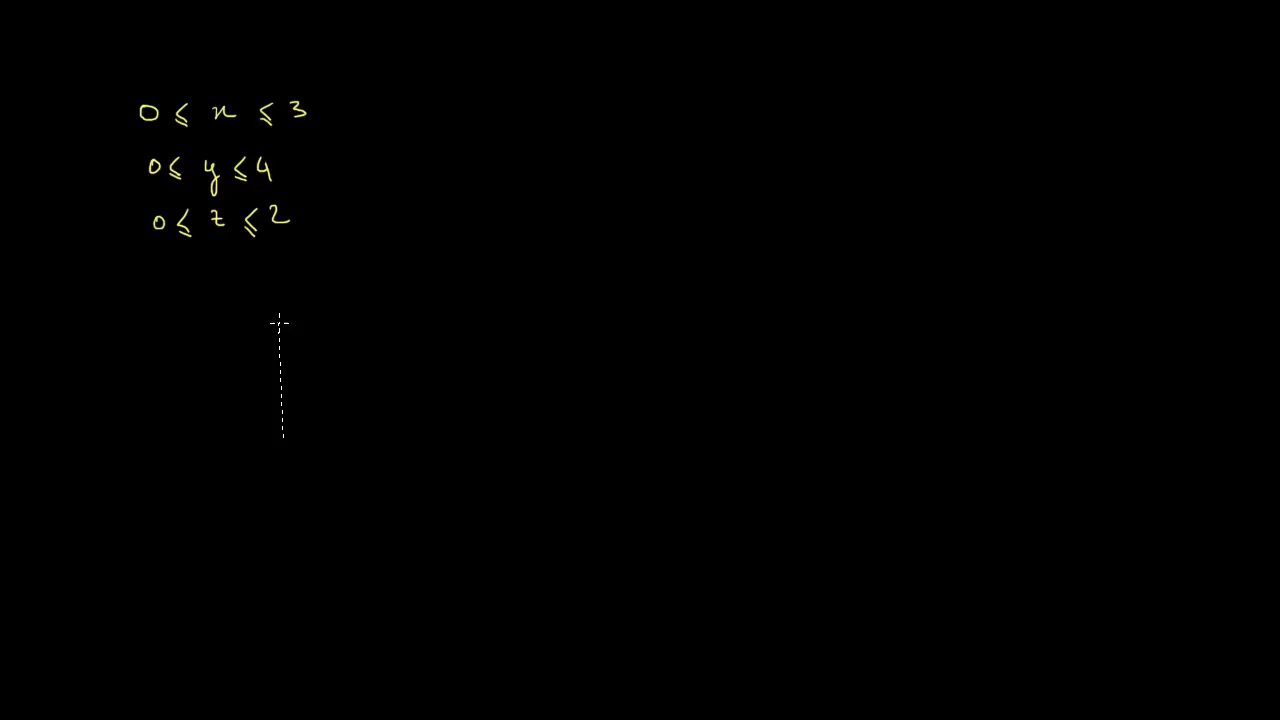 0 ≤ x ≤ 3
0 ≤ y ≤ 4
0 ≤ z ≤ 2